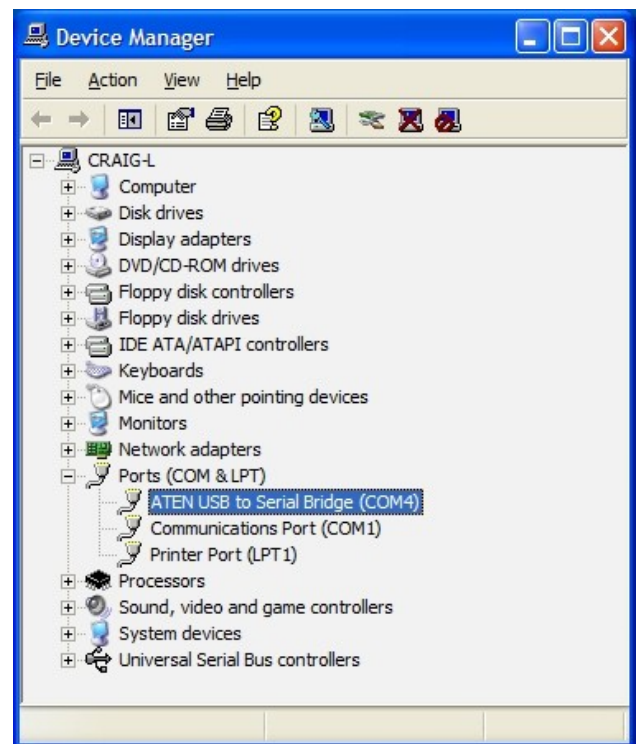 Device Manager
File Action View Help
CRAIG-L
Computer
Disk drives
Display adapters
DVD/CD-ROM drives
Floppy disk controllers
Floppy disk drives
IDE ATA/ATAPI controllers
Keyboards
Mice and other pointing devices
Monitors
Network adapters
Ports (COM & LPT)
ATEN USB to Serial Bridge (COM4)
Communications Port (COM1)
Printer Port (LPT1)
Processors
Sound, video and game controllers
System devices
Universal Serial Bus controllers